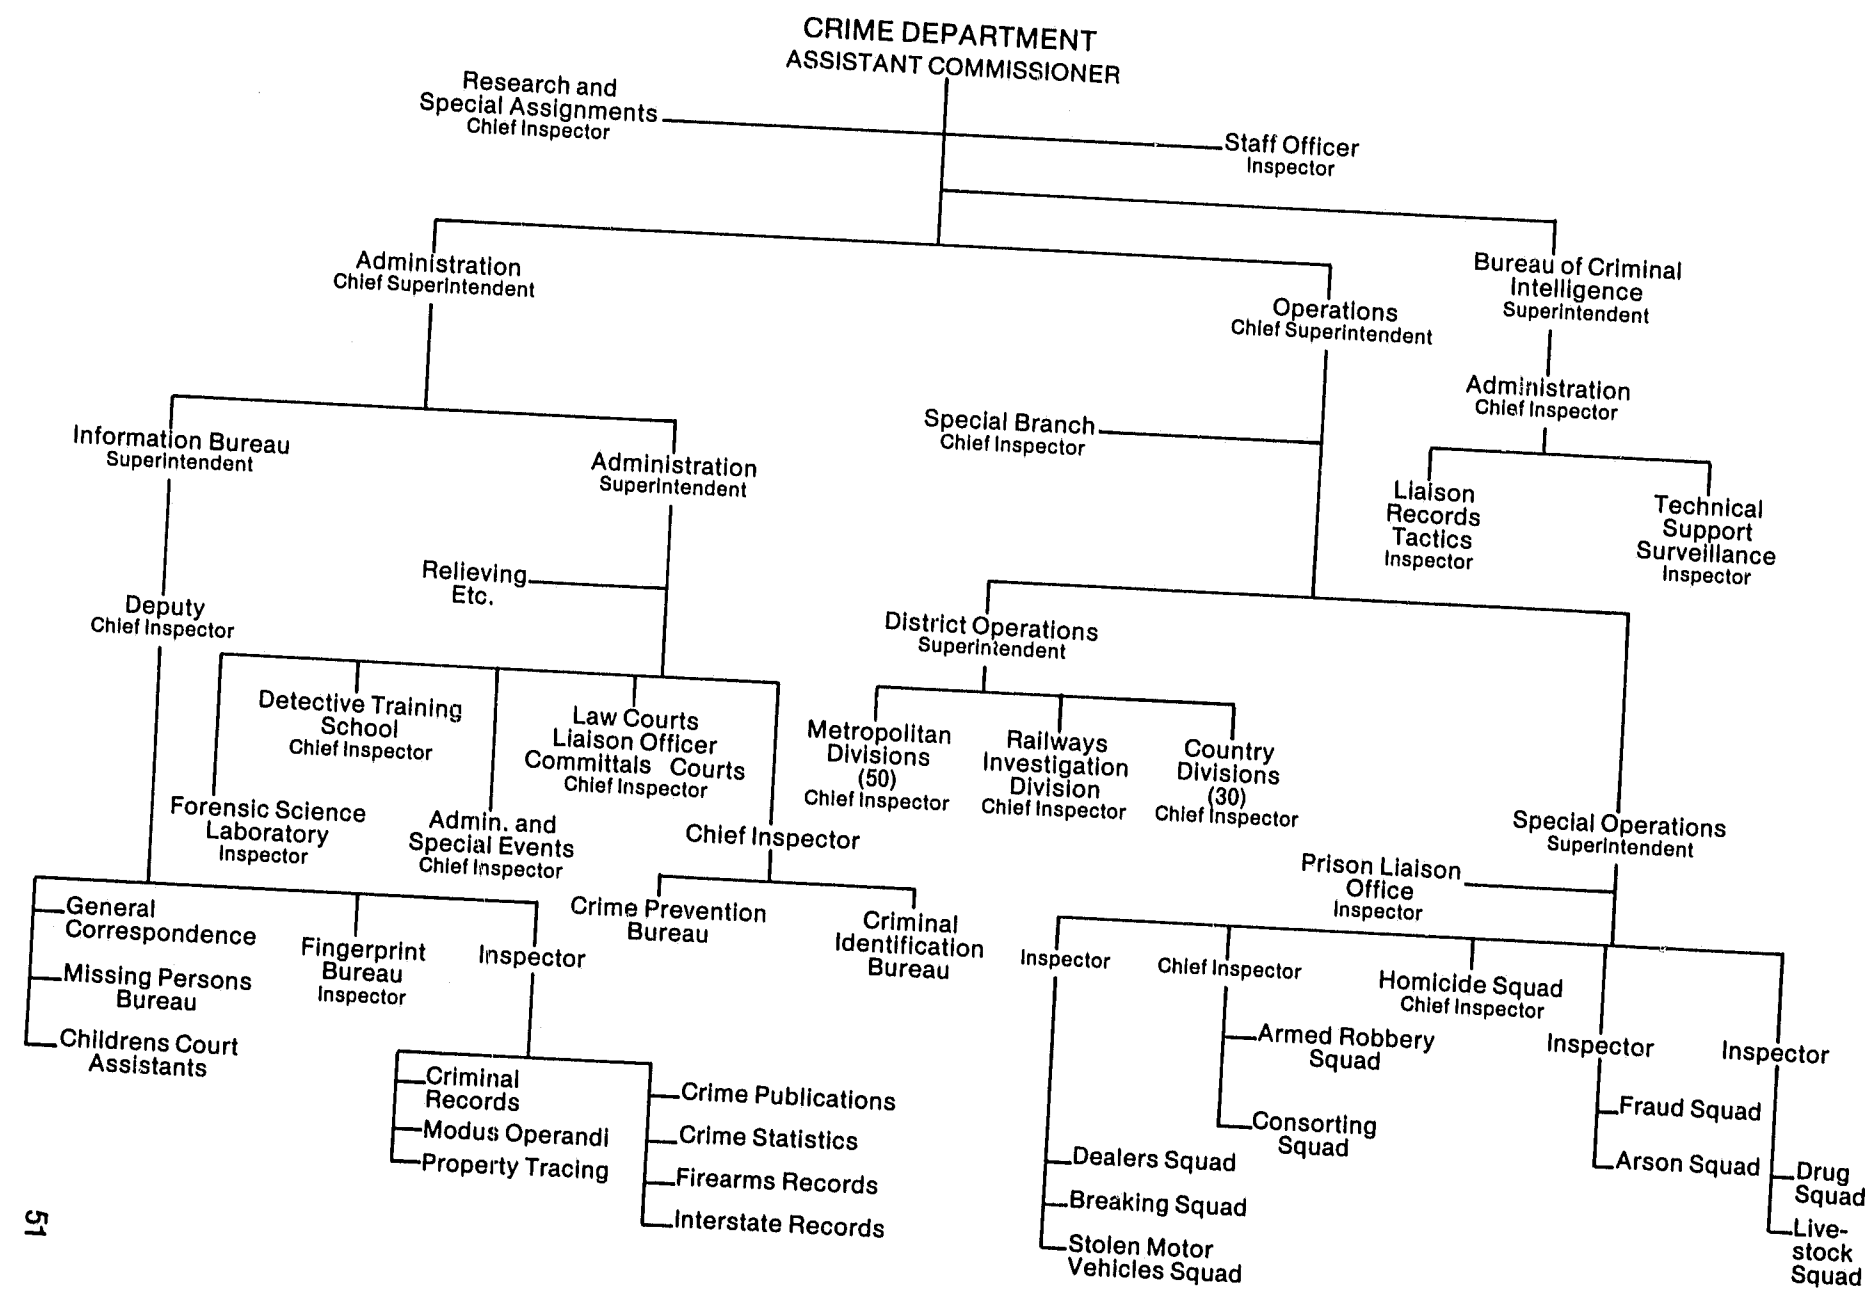 CRIME DEPARTMENT
ASSISTANT COMMISSIONER
Research and
Special Assignments
Chief Inspector
Staff Officer
Inspector
Administration
Chief Superintendent
Operations
Chief Superintendent
Bureau of Criminal
Intelligence
Superintendent
Administration
Chief Inspector
Liaison
Records
Tactics
Inspector
Technical
Support
Surveillance
Inspector
Information Bureau
Superintendent
Administration
Superintendent
Special Branch
Chief Inspector
Relieving
Etc.
Deputy
Chief Inspector
District Operations
Superintendent
Detective Training
School
Chief Inspector
Law Courts
Liaison Officer
Committals Courts
Chief Inspector
Metropolitan
Divisions
(50)
Chief Inspector
Railways
Investigation
Division
Chief Inspector
Country
Divisions
(30)
Chief Inspector
Forensic Science
Laboratory
Inspector
Admin. and
Special Events
Chief Inspector
Chief Inspector
Special Operations
Superintendent
Prison Liaison
Office
Inspector
General
Correspondence
Missing Persons
Bureau
Childrens Court
Assistants
Fingerprint
Bureau
Inspector
Inspector
Crime Prevention
Bureau
Criminal
Identification
Bureau
Inspector
Chief Inspector
Homicide Squad
Chief Inspector
Inspector
Inspector
Criminal
Records
Modus Operandi
Property Tracing
Crime Publications
Crime Statistics
Firearms Records
Interstate Records
Dealers Squad
Breaking Squad
Stolen Motor
Vehicles Squad
Armed Robbery
Squad
Consorting
Squad
Fraud Squad
Arson Squad
Drug
Squad
Live-
stock
Squad
51